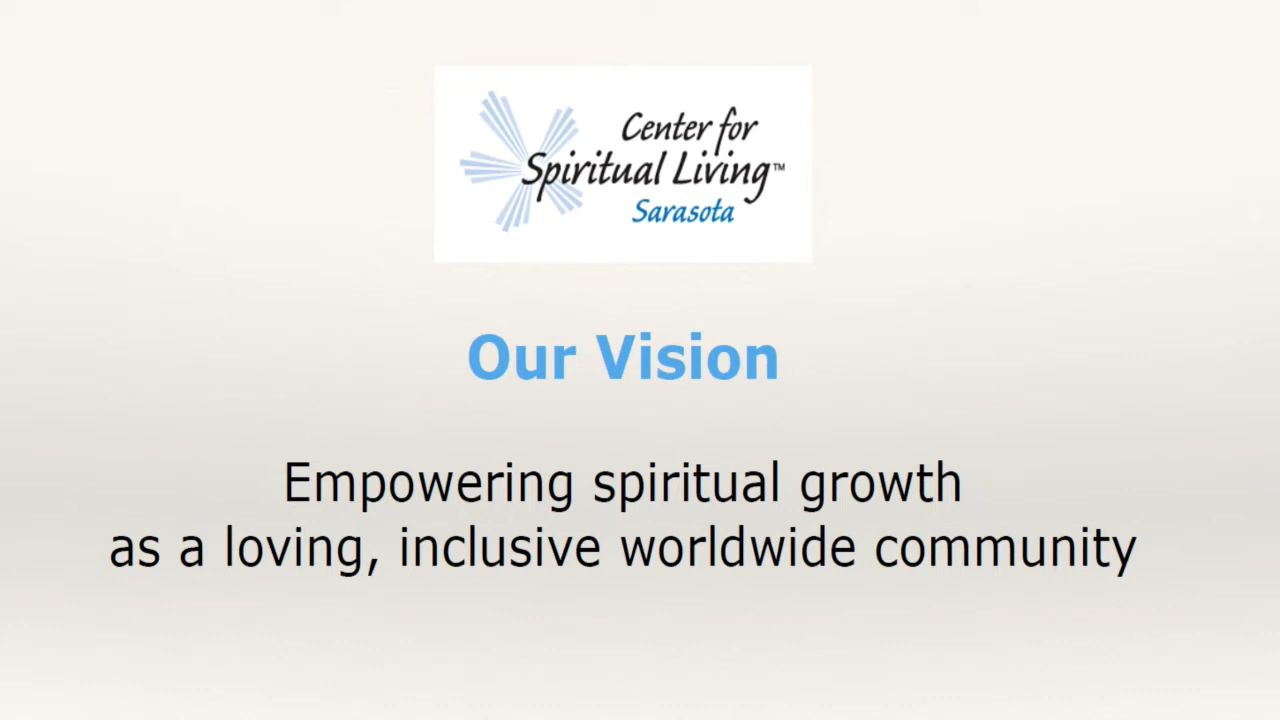 Center for
Spiritual Living™
Sarasota
Our Vision
Empowering spiritual growth
as a loving, inclusive worldwide community